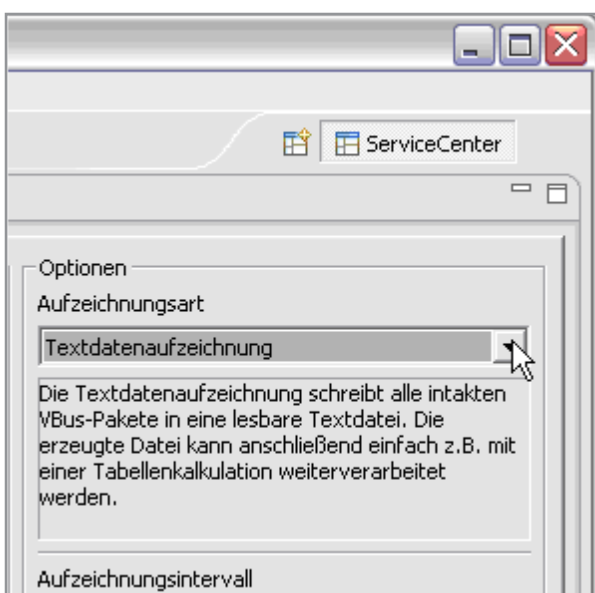 ServiceCenter
Optionen
Aufzeichnungsart
Textdatenaufzeichnung
Die Textdatenaufzeichnung schreibt alle intakten
VBus-Pakete in eine lesbare Textdatei. Die
erzeugte Datei kann anschließend einfach z.B. mit
einer Tabellenkalkulation weiterverarbeitet
werden.
Aufzeichnungsintervall